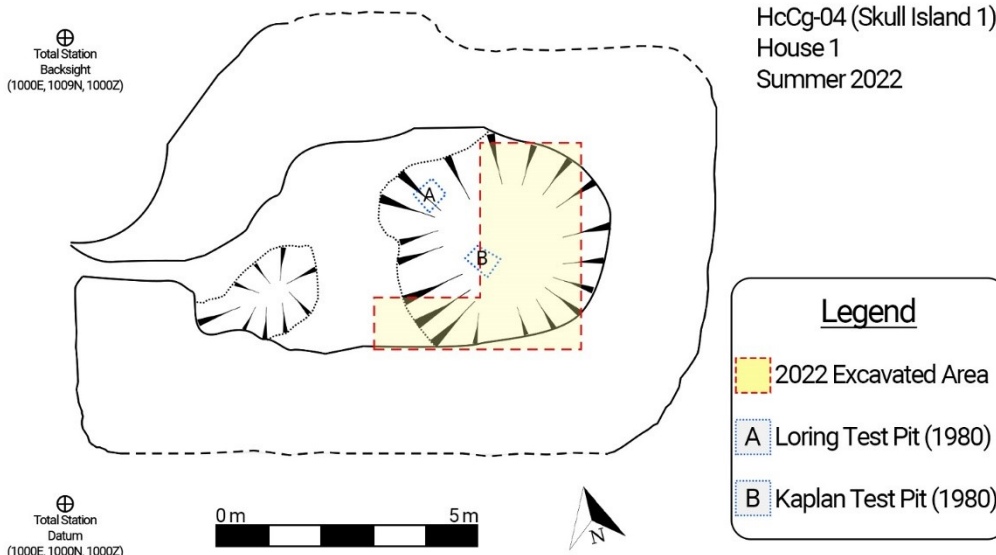 HcCg-04 (Skull Island 1)
House 1
Summer 2022
Total Station
Backsight
(1000E, 1009N, 1000Z)
A
B
Legend
2022 Excavated Area
A Loring Test Pit (1980)
B Kaplan Test Pit (1980)
Total Station
Datum
(1000E, 1000N, 1000Z)
0 m 5 m
N